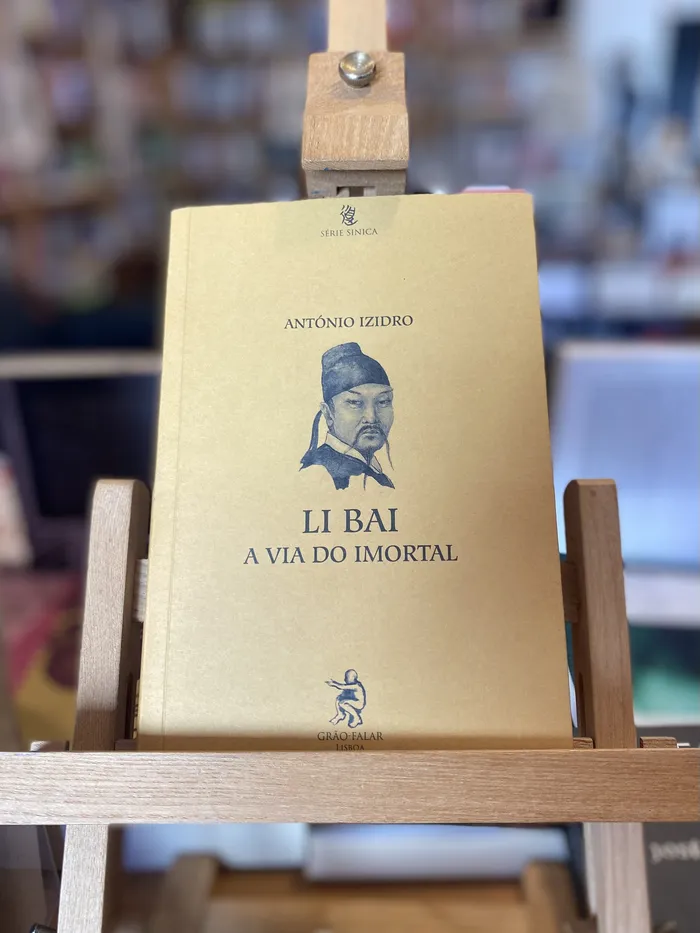 SÉRIE SINICA
ANTÓNIO IZIDRO
LI BAI
A VIA DO IMORTAL
GRÃO-FALAR
LISBOA